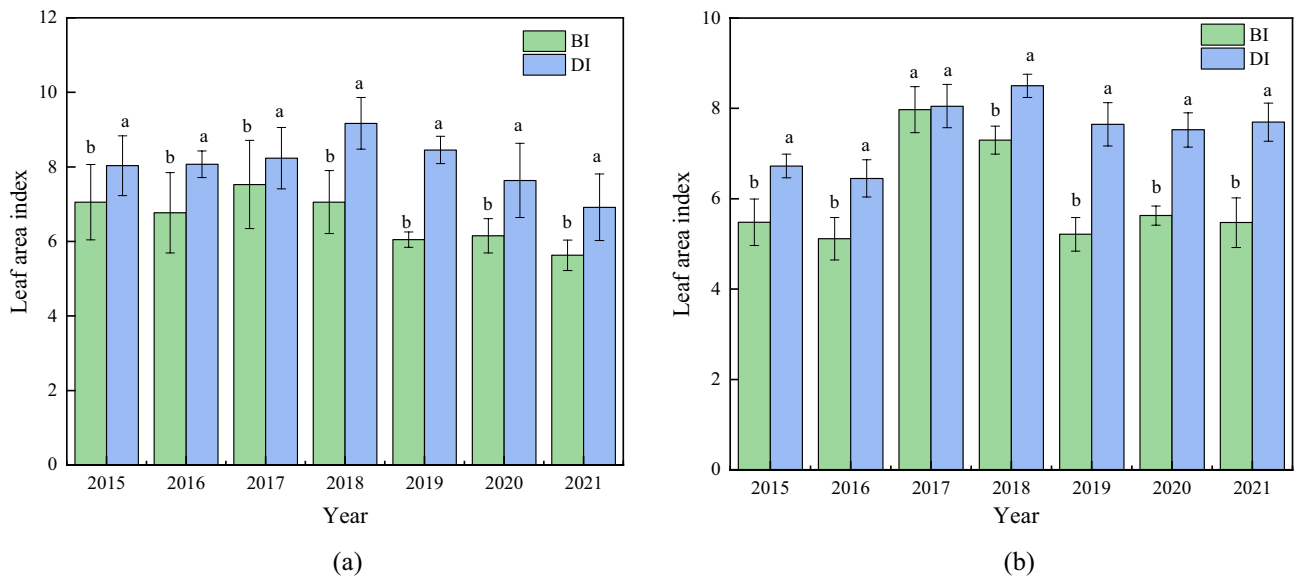 12
10
8
6
4
2
0
Leaf area index
BI
DI
b a b a b a b a b a b a b a
2015 2016 2017 2018 2019 2020 2021
Year
(a)
10
8
6
4
2
0
Leaf area index
BI
DI
b a b a a a b a b a b a b a
2015 2016 2017 2018 2019 2020 2021
Year
(b)